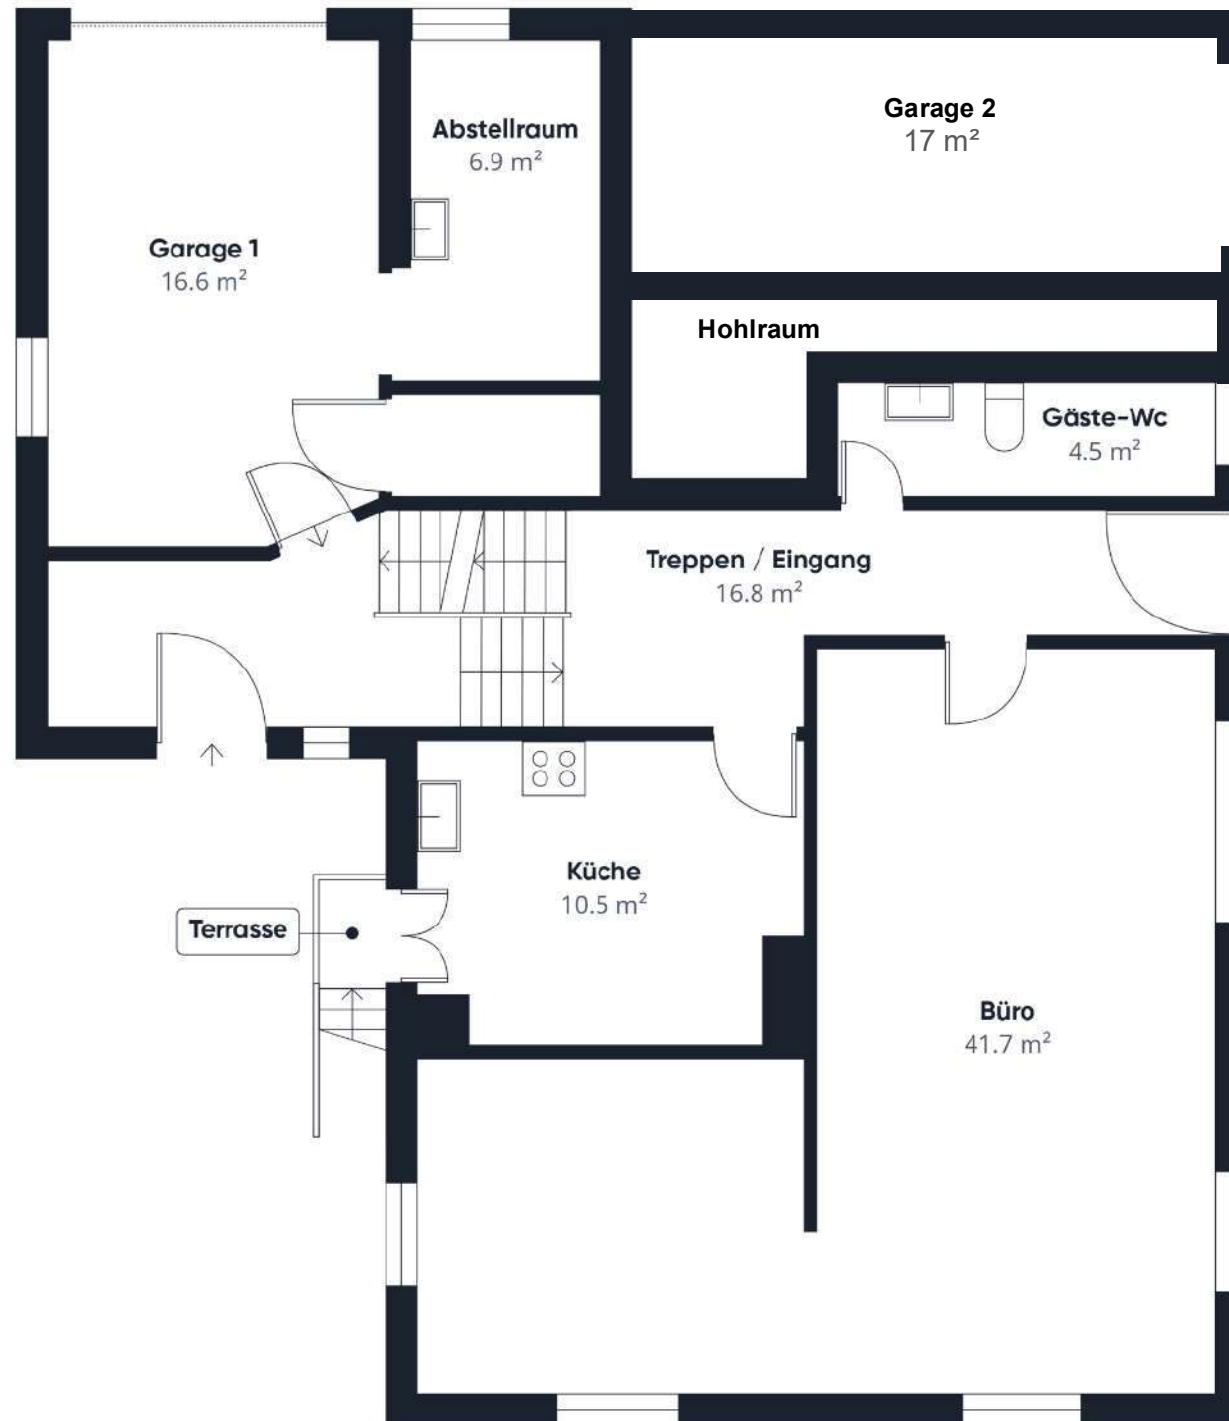 Garage 2
17 m²
Abstellraum
6.9 m²
Garage 1
16.6 m²
Hohlraum
Gäste-Wc
4.5 m²
Treppen / Eingang
16.8 m²
Küche
10.5 m²
Terrasse
Büro
41.7 m²